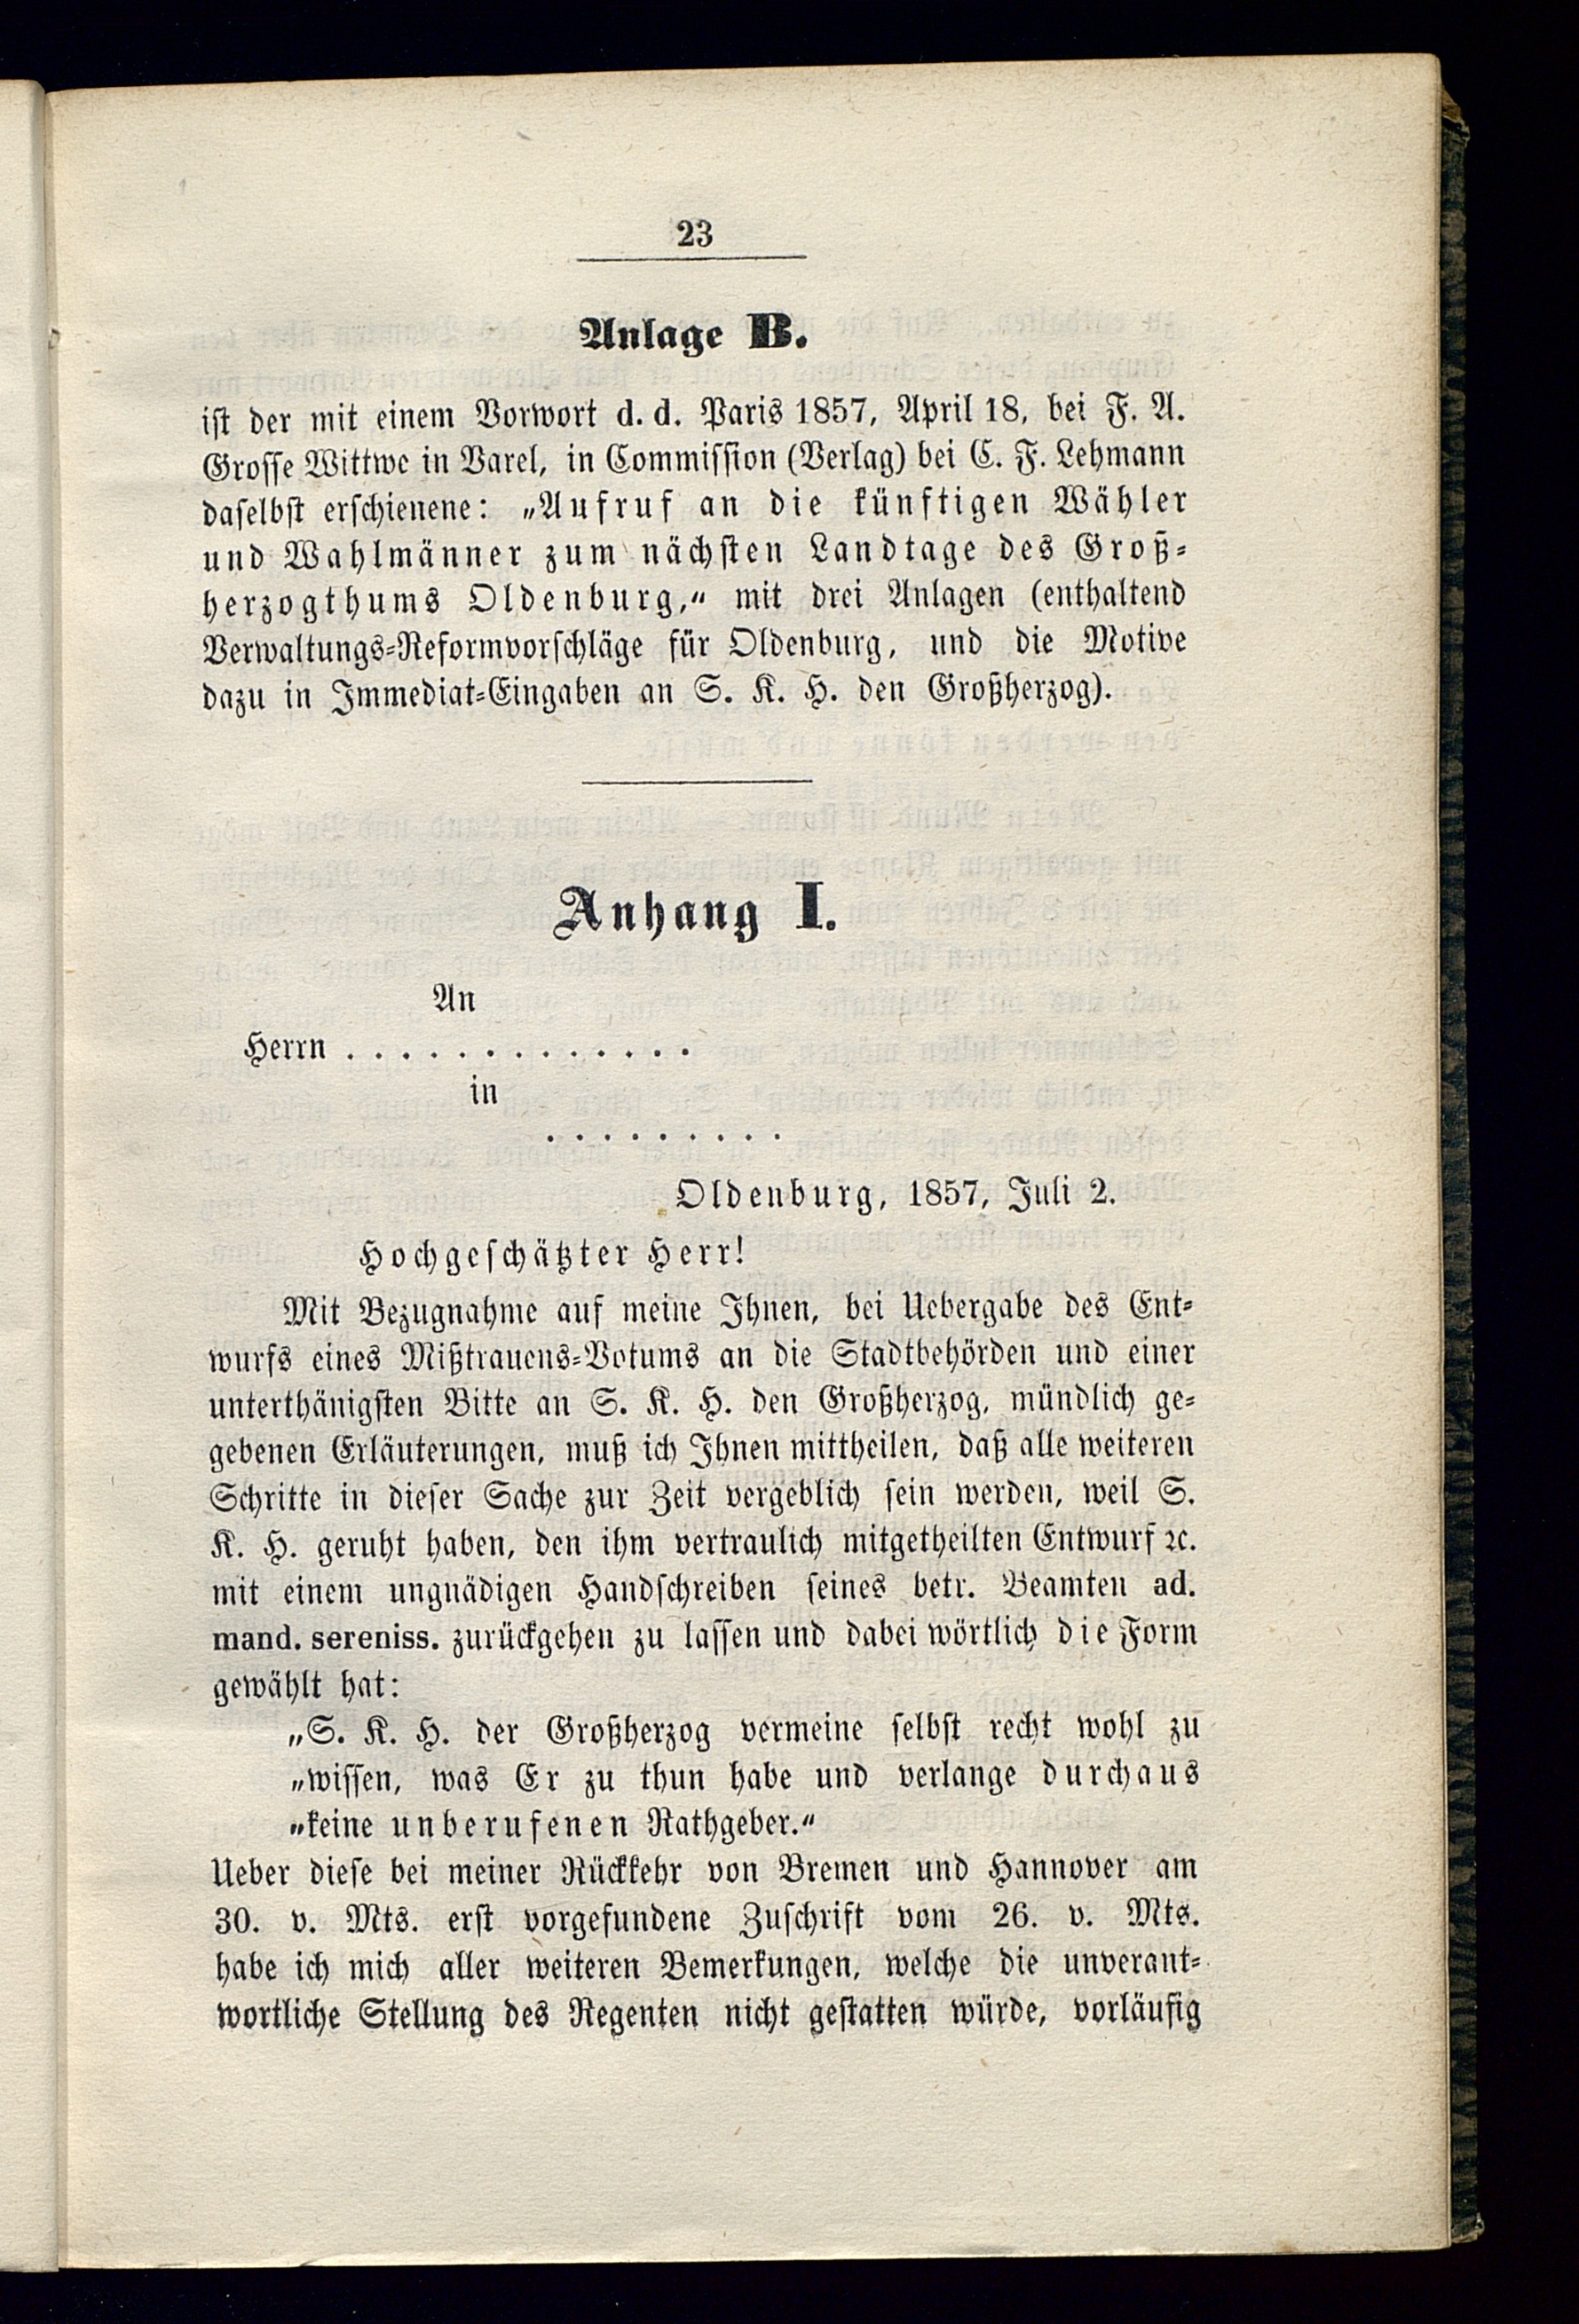 23
Anlage B.
ist der mit einem Vorwort d. d. Paris 1857, April 18, bei F. A.
Grosse Wittwe in Varel, in Commission (Verlag) bei C. F. Lehmann
daselbst erschienene: „Aufruf an die künftigen Wähler
und Wahlmänner zum nächsten Landtage des Groß-
herzogthums Oldenburg,“ mit drei Anlagen (enthaltend
Verwaltungs-Reformvorschläge für Oldenburg, und die Motive
dazu in Immediat-Eingaben an S. K. H. den Großherzog).
Anhang I.
An
Herrn . . . . . . . . . . . . .
in
. . . . . . . . .
Oldenburg, 1857, Juli 2.
Hochgeschätzter Herr!
Mit Bezugnahme auf meine Ihnen, bei Uebergabe des Ent-
wurfs eines Mißtrauens-Votums an die Stadtbehörden und einer
unterthänigsten Bitte an S. K. H. den Großherzog, mündlich ge-
gebenen Erläuterungen, muß ich Ihnen mittheilen, daß alle weiteren
Schritte in dieser Sache zur Zeit vergeblich sein werden, weil S.
K. H. geruht haben, den ihm vertraulich mitgetheilten Entwurf ꝛc.
mit einem ungnädigen Handschreiben seines betr. Beamten ad.
mand. sereniss. zurückgehen zu lassen und dabei wörtlich die Form
gewählt hat:
„S. K. H. der Großherzog vermeine selbst recht wohl zu
„wissen, was Er zu thun habe und verlange durchaus
„keine unberufenen Rathgeber.“
Ueber diese bei meiner Rückkehr von Bremen und Hannover am
30. v. Mts. erst vorgefundene Zuschrift vom 26. v. Mts.
habe ich mich aller weiteren Bemerkungen, welche die unverant-
wortliche Stellung des Regenten nicht gestatten würde, vorläufig